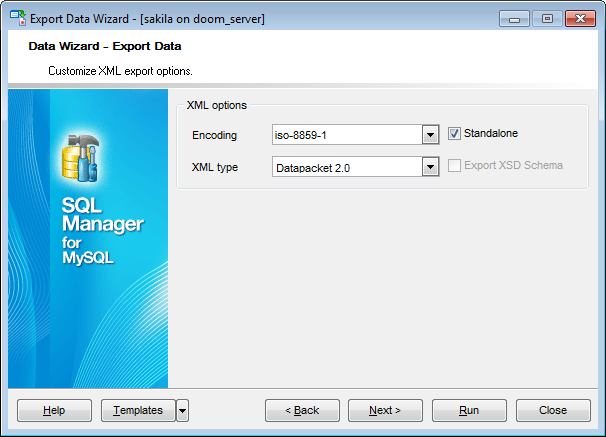 Export Data Wizard - [sakila on doom_server]
Data Wizard - Export Data
Customize XML export options.
XML options
Encoding
iso-8859-1
Standalone
XML type
Datapacket 2.0
Export XSD Schema
SQL
Manager
for
MySQL
Help
Templates
< Back
Next >
Run
Close